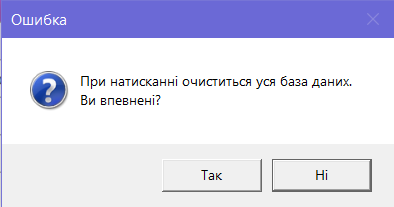 Ошибка
При натисканні очиститься уся база даних.
Ви впевнені?
Так
Ні